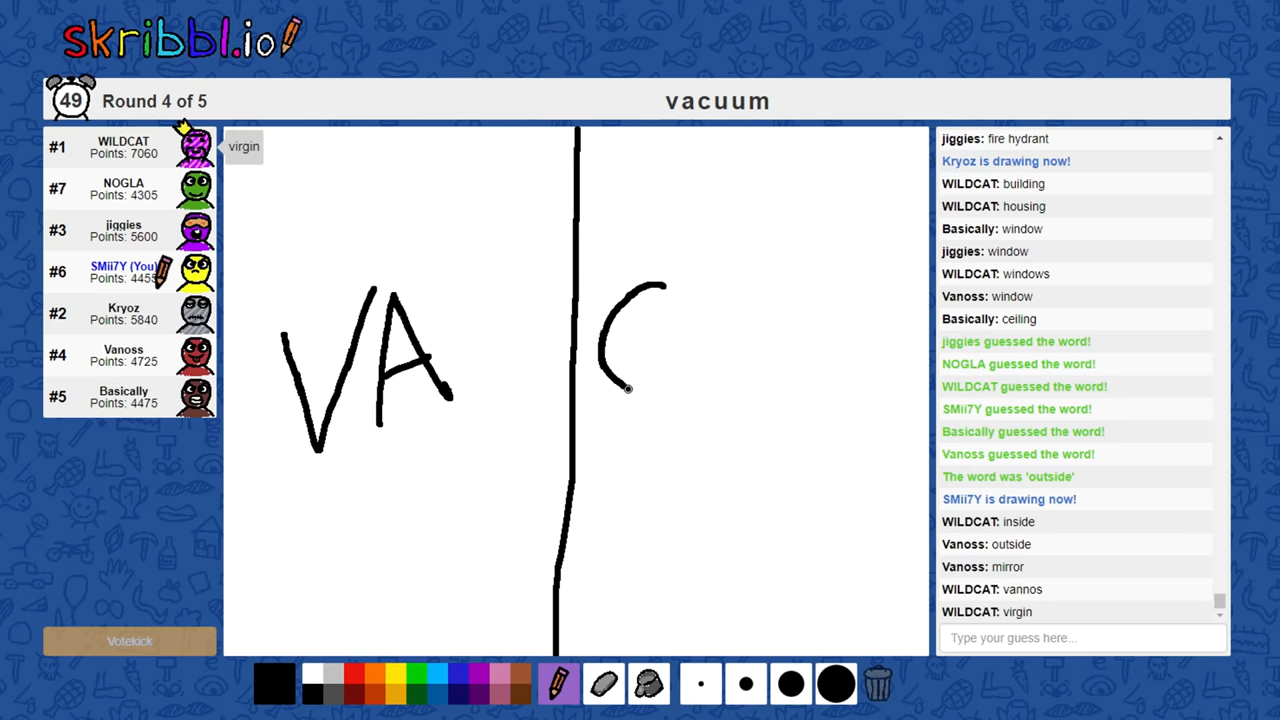 skribbl.io
49 Round 4 of 5
vacuum
#1 WILDCAT
Points: 7060
virgin
#7 NOGLA
Points: 4305
#3 jiggies
Points: 5600
#6 SMii7Y (You)
Points: 4455
#2 Kryoz
Points: 5840
#4 Vanoss
Points: 4725
#5 Basically
Points: 4475
Votekick
VA C
jiggies: fire hydrant
Kryoz is drawing now!
WILDCAT: building
WILDCAT: housing
Basically: window
jiggies: window
WILDCAT: windows
Vanoss: window
Basically: ceiling
jiggies guessed the word!
NOGLA guessed the word!
WILDCAT guessed the word!
SMii7Y guessed the word!
Basically guessed the word!
Vanoss guessed the word!
The word was 'outside'
SMii7Y is drawing now!
WILDCAT: inside
Vanoss: outside
Vanoss: mirror
WILDCAT: vannos
WILDCAT: virgin
Type your guess here...